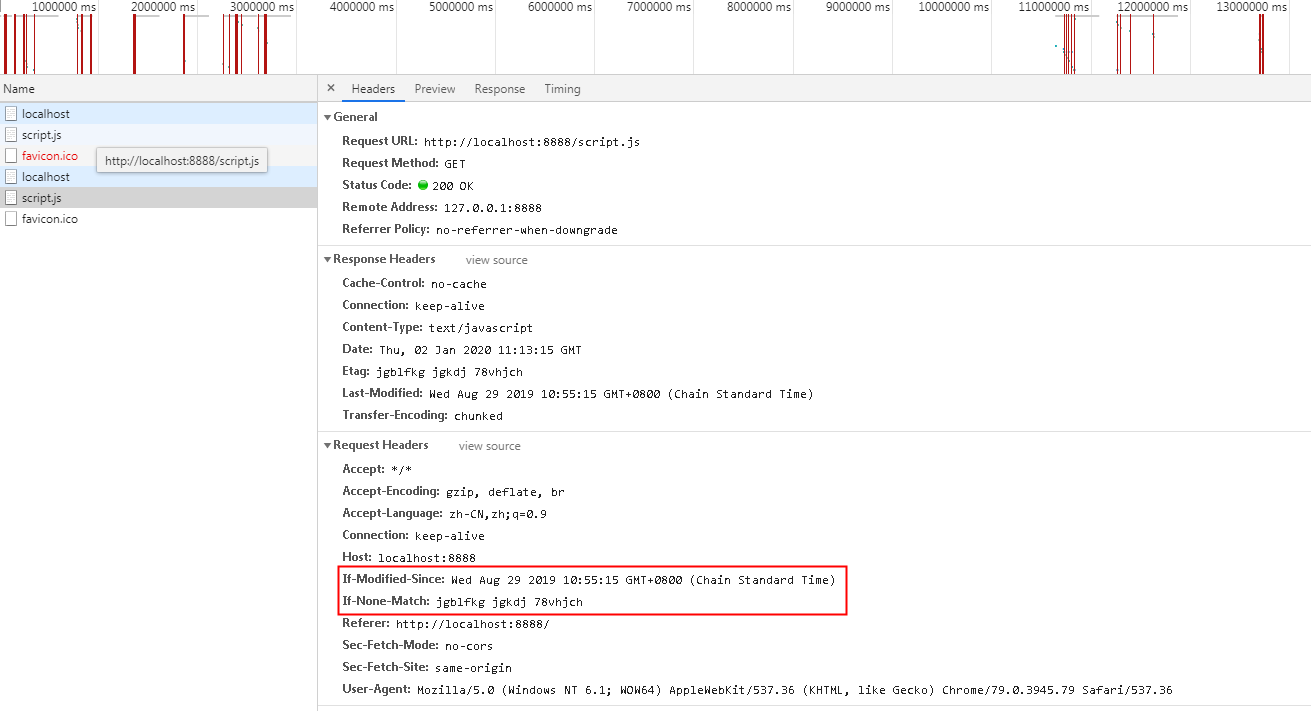 1000000 ms 2000000 ms 3000000 ms 4000000 ms 5000000 ms 6000000 ms 7000000 ms 8000000 ms 9000000 ms 10000000 ms 11000000 ms 12000000 ms 13000000 ms
Name
localhost
script.js
favicon.ico
http://localhost:8888/script.js
localhost
script.js
favicon.ico
× Headers Preview Response Timing
General
Request URL: http://localhost:8888/script.js
Request Method: GET
Status Code: 200 OK
Remote Address: 127.0.0.1:8888
Referrer Policy: no-referrer-when-downgrade
Response Headers view source
Cache-Control: no-cache
Connection: keep-alive
Content-Type: text/javascript
Date: Thu, 02 Jan 2020 11:13:15 GMT
Etag: jgblfkg jgkdj 78vhjch
Last-Modified: Wed Aug 29 2019 10:55:15 GMT+0800 (Chain Standard Time)
Transfer-Encoding: chunked
Request Headers view source
Accept: */*
Accept-Encoding: gzip, deflate, br
Accept-Language: zh-CN,zh;q=0.9
Connection: keep-alive
Host: localhost:8888
If-Modified-Since: Wed Aug 29 2019 10:55:15 GMT+0800 (Chain Standard Time)
If-None-Match: jgblfkg jgkdj 78vhjch
Referer: http://localhost:8888/
Sec-Fetch-Mode: no-cors
Sec-Fetch-Site: same-origin
User-Agent: Mozilla/5.0 (Windows NT 6.1; WOW64) AppleWebKit/537.36 (KHTML, like Gecko) Chrome/79.0.3945.79 Safari/537.36